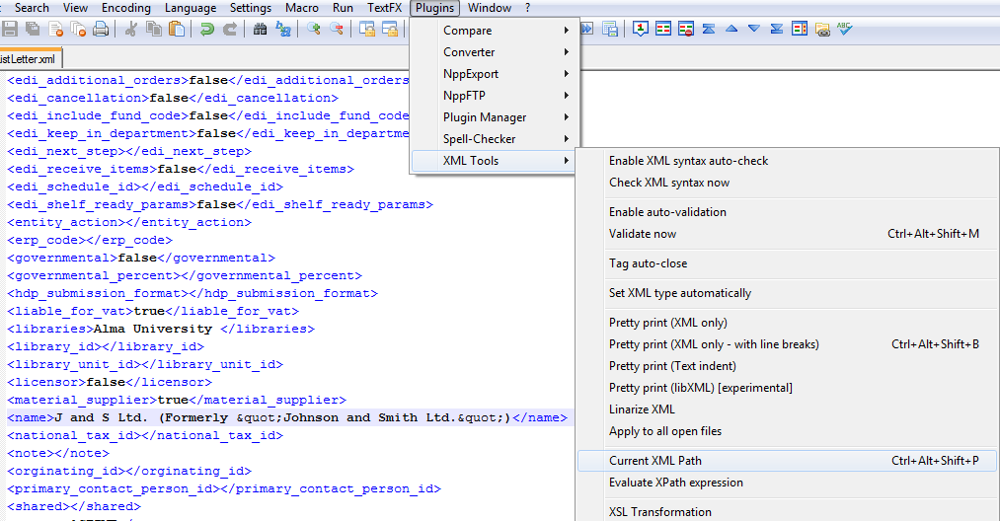 Search View Encoding Language Settings Macro Run TextFX Plugins Window ?
istLetter.xml
<edi_additional_orders>false</edi_additional_orders
<edi_cancellation>false</edi_cancellation>
<edi_include_fund_code>false</edi_include_fund_code
<edi_keep_in_department>false</edi_keep_in_departme
<edi_next_step></edi_next_step>
<edi_receive_items>false</edi_receive_items>
<edi_schedule_id></edi_schedule_id>
<edi_shelf_ready_params>false</edi_shelf_ready_params>
<entity_action></entity_action>
<erp_code></erp_code>
<governmental>false</governmental>
<governmental_percent></governmental_percent>
<hdp_submission_format></hdp_submission_format>
<liable_for_vat>true</liable_for_vat>
<libraries>Alma University </libraries>
<library_id></library_id>
<library_unit_id></library_unit_id>
<licensor>false</licensor>
<material_supplier>true</material_supplier>
<name>J and S Ltd. (Formerly &quot;Johnson and Smith Ltd.&quot;)</name>
<national_tax_id></national_tax_id>
<note></note>
<orginating_id></orginating_id>
<primary_contact_person_id></primary_contact_person_id>
<shared></shared>
Compare
Converter
NppExport
NppFTP
Plugin Manager
Spell-Checker
XML Tools
Enable XML syntax auto-check
Check XML syntax now
Enable auto-validation
Validate now Ctrl+Alt+Shift+M
Tag auto-close
Set XML type automatically
Pretty print (XML only)
Pretty print (XML only - with line breaks) Ctrl+Alt+Shift+B
Pretty print (Text indent)
Pretty print (libXML) [experimental]
Linarize XML
Apply to all open files
Current XML Path Ctrl+Alt+Shift+P
Evaluate XPath expression
XSL Transformation